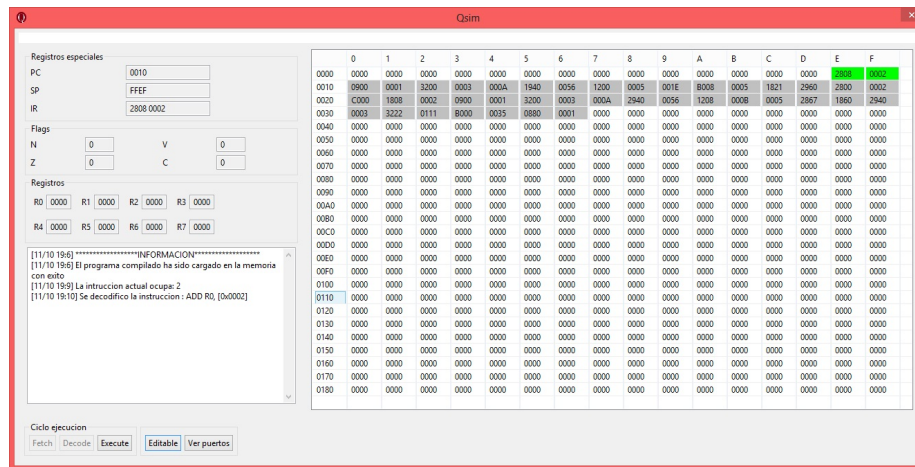 Qsim
Registros especiales
PC 0010
SP FFEF
IR 2808 0002
Flags
N 0 V 0
Z 0 C 0
Registros
R0 0000 R1 0000 R2 0000 R3 0000
R4 0000 R5 0000 R6 0000 R7 0000
[11/10 19:6] ******************INFORMACION******************
[11/10 19:6] El programa compilado ha sido cargado en la memoria
con exito
[11/10 19:9] La intruccion actual ocupa: 2
[11/10 19:10] Se decodifico la instruccion : ADD R0, [0x0002]
Ciclo ejecucion
Fetch Decode Execute Editable Ver puertos
0 1 2 3 4 5 6 7 8 9 A B C D E F
0000 0000 0000 0000 0000 0000 0000 0000 0000 0000 0000 0000 0000 0000 0000 2808 0002
0010 0900 0001 3200 0003 000A 1940 0056 1200 0005 001E B008 0005 1821 2960 2800 0002
0020 C000 1808 0002 0900 0001 3200 0003 000A 2940 0056 1208 000B 0005 2867 1860 2940
0030 0003 3222 0111 B000 0035 0880 0001 0000 0000 0000 0000 0000 0000 0000 0000 0000
0040 0000 0000 0000 0000 0000 0000 0000 0000 0000 0000 0000 0000 0000 0000 0000 0000
0050 0000 0000 0000 0000 0000 0000 0000 0000 0000 0000 0000 0000 0000 0000 0000 0000
0060 0000 0000 0000 0000 0000 0000 0000 0000 0000 0000 0000 0000 0000 0000 0000 0000
0070 0000 0000 0000 0000 0000 0000 0000 0000 0000 0000 0000 0000 0000 0000 0000 0000
0080 0000 0000 0000 0000 0000 0000 0000 0000 0000 0000 0000 0000 0000 0000 0000 0000
0090 0000 0000 0000 0000 0000 0000 0000 0000 0000 0000 0000 0000 0000 0000 0000 0000
00A0 0000 0000 0000 0000 0000 0000 0000 0000 0000 0000 0000 0000 0000 0000 0000 0000
00B0 0000 0000 0000 0000 0000 0000 0000 0000 0000 0000 0000 0000 0000 0000 0000 0000
00C0 0000 0000 0000 0000 0000 0000 0000 0000 0000 0000 0000 0000 0000 0000 0000 0000
00D0 0000 0000 0000 0000 0000 0000 0000 0000 0000 0000 0000 0000 0000 0000 0000 0000
00E0 0000 0000 0000 0000 0000 0000 0000 0000 0000 0000 0000 0000 0000 0000 0000 0000
00F0 0000 0000 0000 0000 0000 0000 0000 0000 0000 0000 0000 0000 0000 0000 0000 0000
0100 0000 0000 0000 0000 0000 0000 0000 0000 0000 0000 0000 0000 0000 0000 0000 0000
0110 0000 0000 0000 0000 0000 0000 0000 0000 0000 0000 0000 0000 0000 0000 0000 0000
0120 0000 0000 0000 0000 0000 0000 0000 0000 0000 0000 0000 0000 0000 0000 0000 0000
0130 0000 0000 0000 0000 0000 0000 0000 0000 0000 0000 0000 0000 0000 0000 0000 0000
0140 0000 0000 0000 0000 0000 0000 0000 0000 0000 0000 0000 0000 0000 0000 0000 0000
0150 0000 0000 0000 0000 0000 0000 0000 0000 0000 0000 0000 0000 0000 0000 0000 0000
0160 0000 0000 0000 0000 0000 0000 0000 0000 0000 0000 0000 0000 0000 0000 0000 0000
0170 0000 0000 0000 0000 0000 0000 0000 0000 0000 0000 0000 0000 0000 0000 0000 0000
0180 0000 0000 0000 0000 0000 0000 0000 0000 0000 0000 0000 0000 0000 0000 0000 0000